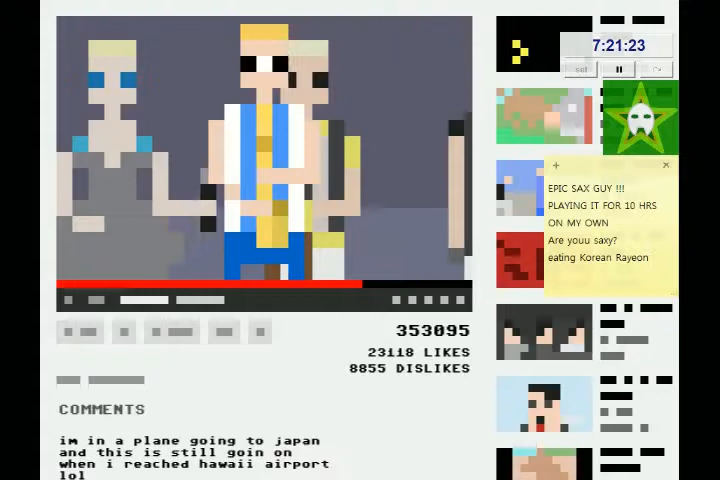 7:21:23
set
EPIC SAX GUY !!!
PLAYING IT FOR 10 HRS
ON MY OWN
Are youu saxy?
eating Korean Rayeon
353095
23118 LIKES
8855 DISLIKES
COMMENTS
im in a plane going to japan
and this is still goin on
when i reached hawaii airport
lol